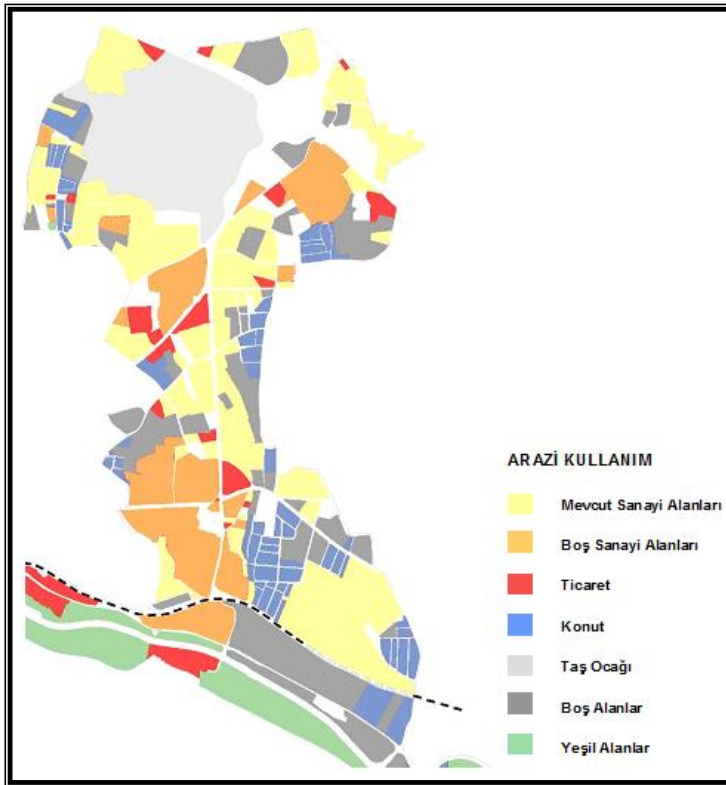 ARAZİ KULLANIM
Mevcut Sanayi Alanları
Boş Sanayi Alanları
Ticaret
Konut
Taş Ocağı
Boş Alanlar
Yeşil Alanlar